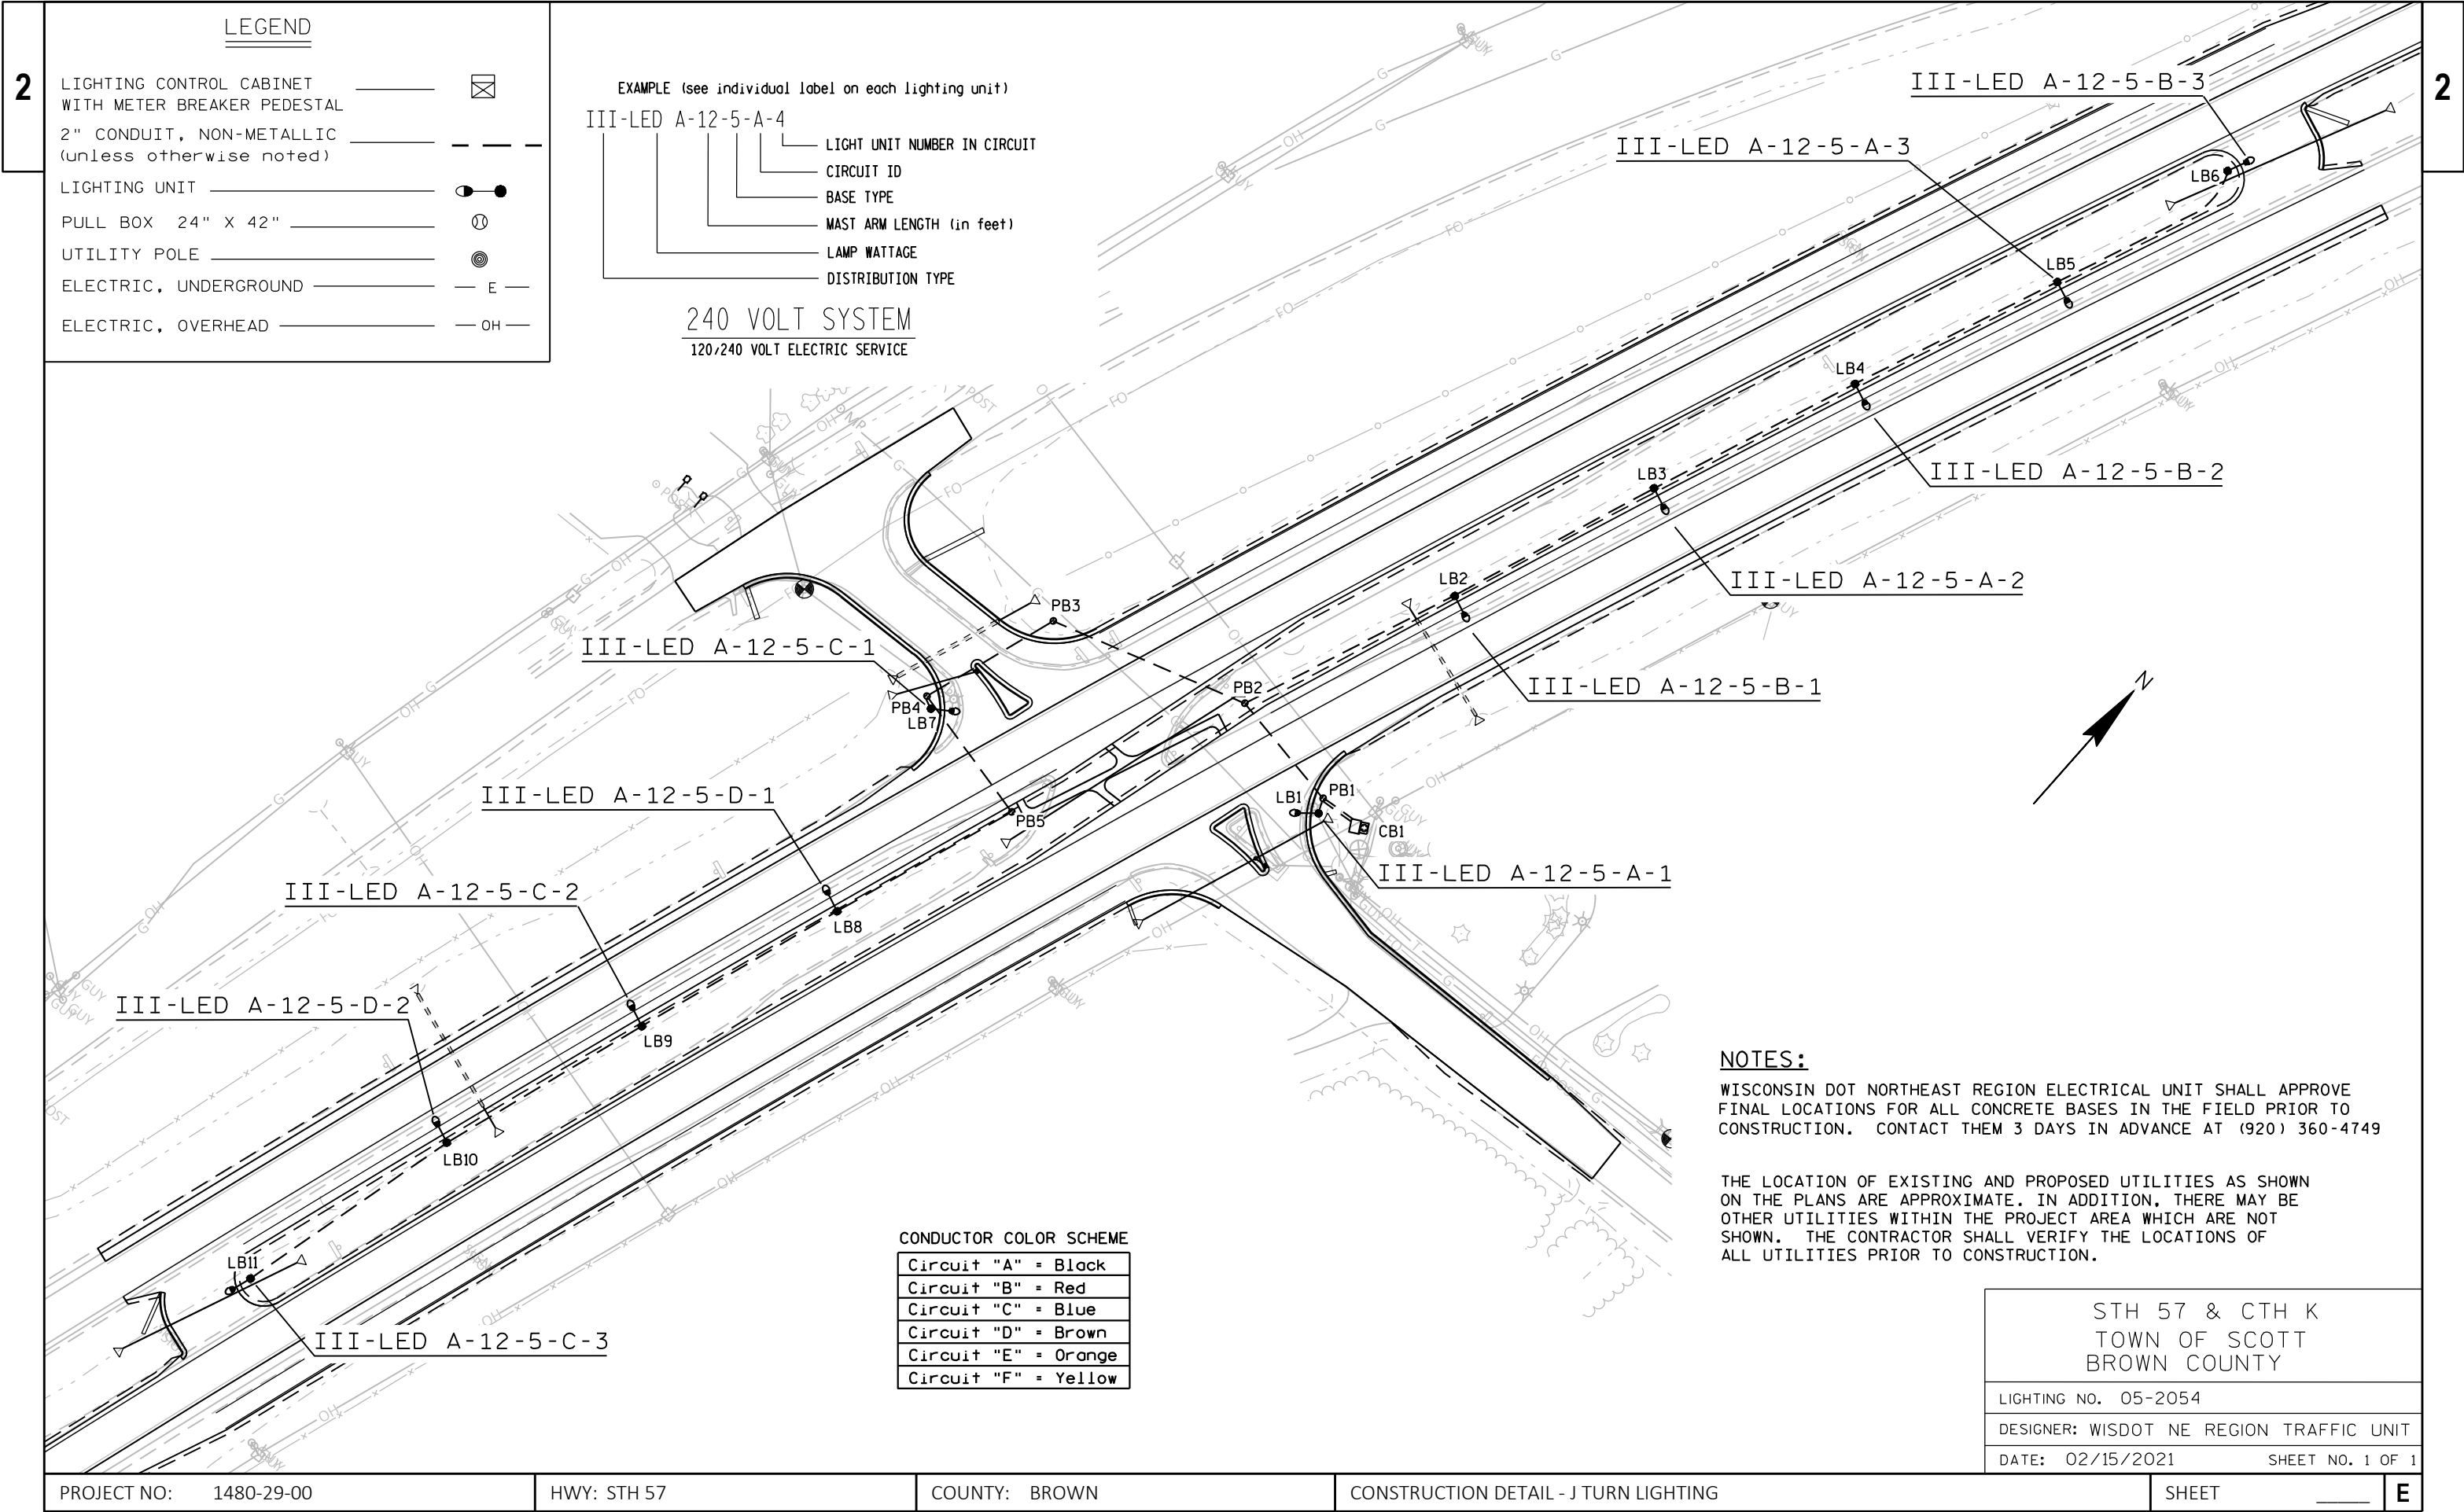 2
2
LEGEND
LIGHTING CONTROL CABINET
WITH METER BREAKER PEDESTAL
2" CONDUIT, NON-METALLIC
(unless otherwise noted)
LIGHTING UNIT
PULL BOX 24" X 42"
UTILITY POLE
ELECTRIC, UNDERGROUND
E
ELECTRIC, OVERHEAD
OH
EXAMPLE (see individual label on each lighting unit)
III-LED A-12-5-A-4
LIGHT UNIT NUMBER IN CIRCUIT
CIRCUIT ID
BASE TYPE
MAST ARM LENGTH (in feet)
LAMP WATTAGE
DISTRIBUTION TYPE
240 VOLT SYSTEM
120/240 VOLT ELECTRIC SERVICE
III-LED A-12-5-B-3
III-LED A-12-5-A-3
LB6
LB5
LB4
III-LED A-12-5-B-2
LB3
III-LED A-12-5-A-2
LB2
III-LED A-12-5-B-1
PB3
III-LED A-12-5-C-1
PB2
PB4
LB7
N
III-LED A-12-5-D-1
PB5
LB1
PB1
CB1
III-LED A-12-5-A-1
III-LED A-12-5-C-2
LB8
III-LED A-12-5-D-2
LB9
LB10
LB11
III-LED A-12-5-C-3
NOTES:
WISCONSIN DOT NORTHEAST REGION ELECTRICAL UNIT SHALL APPROVE
FINAL LOCATIONS FOR ALL CONCRETE BASES IN THE FIELD PRIOR TO
CONSTRUCTION. CONTACT THEM 3 DAYS IN ADVANCE AT (920) 360-4749
THE LOCATION OF EXISTING AND PROPOSED UTILITIES AS SHOWN
ON THE PLANS ARE APPROXIMATE. IN ADDITION, THERE MAY BE
OTHER UTILITIES WITHIN THE PROJECT AREA WHICH ARE NOT
SHOWN. THE CONTRACTOR SHALL VERIFY THE LOCATIONS OF
ALL UTILITIES PRIOR TO CONSTRUCTION.
CONDUCTOR COLOR SCHEME
Circuit "A" = Black
Circuit "B" = Red
Circuit "C" = Blue
Circuit "D" = Brown
Circuit "E" = Orange
Circuit "F" = Yellow
STH 57 & CTH K
TOWN OF SCOTT
BROWN COUNTY
LIGHTING NO. 05-2054
DESIGNER: WISDOT NE REGION TRAFFIC UNIT
DATE: 02/15/2021 SHEET NO. 1 OF 1
PROJECT NO: 1480-29-00
HWY: STH 57
COUNTY: BROWN
CONSTRUCTION DETAIL - J TURN LIGHTING
SHEET
E